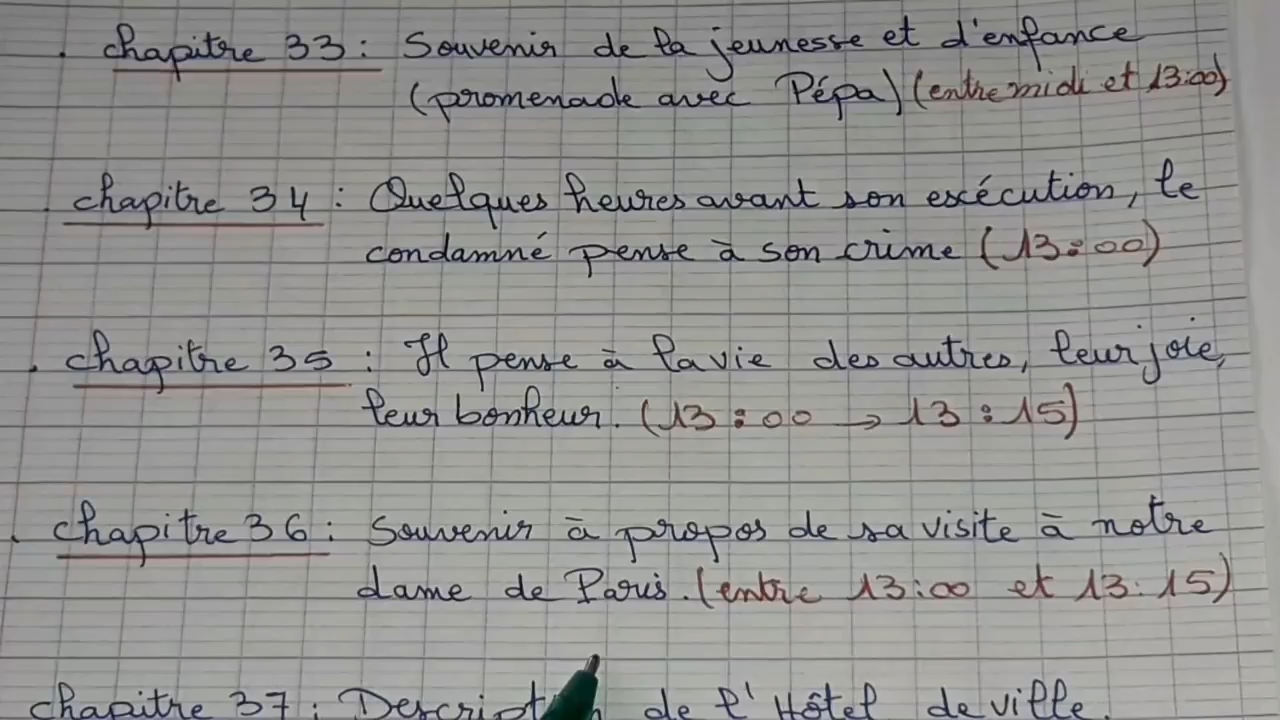 chapitre 33 : Souvenir de la jeunesse et d'enfance
(promenade avec Pépa) (entre midi et 13:00)
chapitre 34 : Quelques heures avant son exécution, le
condamné pense à son crime (13:00)
chapitre 35 : Il pense à la vie des autres, leur joie,
leur bonheur. (13:00 → 13:15)
chapitre 36 : Souvenir à propos de sa visite à notre
dame de Paris. (entre 13:00 et 13:15)
chapitre 37 : Description de l'Hôtel de ville.